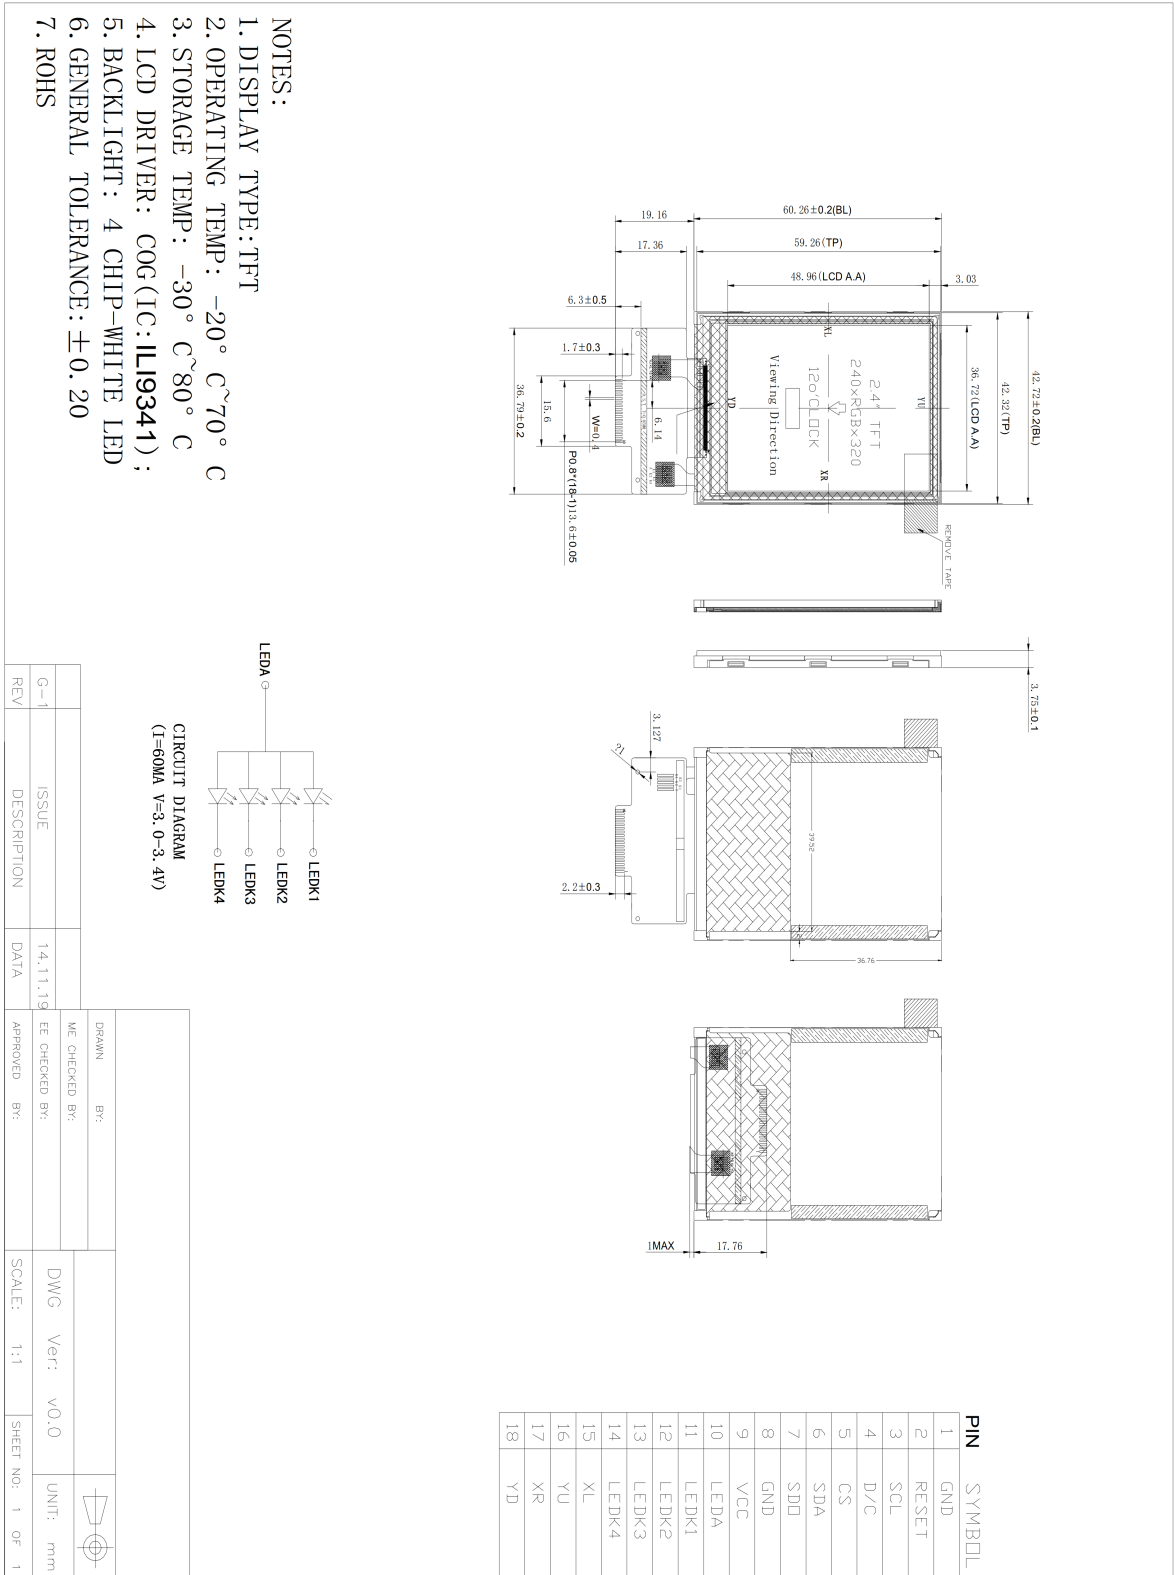 NOTES:
1. DISPLAY TYPE:TFT
2. OPERATING TEMP: -20° C~70° C
3. STORAGE TEMP: -30° C~80° C
4. LCD DRIVER: COG(IC:ILI9341);
5. BACKLIGHT: 4 CHIP-WHITE LED
6. GENERAL TOLERANCE:±0.20
7. ROHS
42.72±0.2(BL)
42.32(TP)
36.72(LCD A.A)
3.03
60.26±0.2(BL)
59.26(TP)
48.96(LCD A.A)
19.16
17.36
6.3±0.5
1.7±0.3
REMOVE TAPE
YU
XL
XR
YD
2.4" TFT
240xRGBx320
12o'CLOCK
Viewing Direction
6.14
W=0.4
P0.8*(18-1)13.6±0.05
15.6
36.79±0.2
3.75±0.1
3.127
?1
39.52
36.76
2.2±0.3
1MAX
17.76
LEDA
LEDK1
LEDK2
LEDK3
LEDK4
CIRCUIT DIAGRAM
(I=60MA V=3.0-3.4V)
PIN SYMBOL
1 GND
2 RESET
3 SCL
4 D/C
5 CS
6 SDA
7 SDO
8 GND
9 VCC
10 LEDA
11 LEDK1
12 LEDK2
13 LEDK3
14 LEDK4
15 XL
16 YU
17 XR
18 YD
G-1 ISSUE 14.11.19
REV DESCRIPTION DATA
DRAWN BY:
ME CHECKED BY:
EE CHECKED BY:
APPROVED BY:
DWG Ver: v0.0
UNIT: mm
SCALE: 1:1
SHEET NO: 1 OF 1